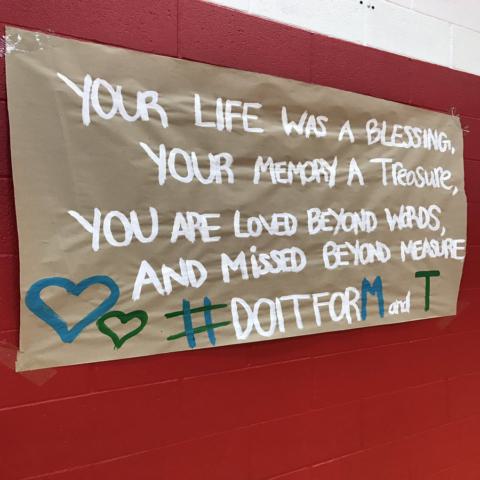 YOUR LIFE WAS A BLESSING,
YOUR MEMORY A TREASURE,
YOU ARE LOVED BEYOND WORDS,
AND MISSED BEYOND MEASURE
#DOITFORM and T